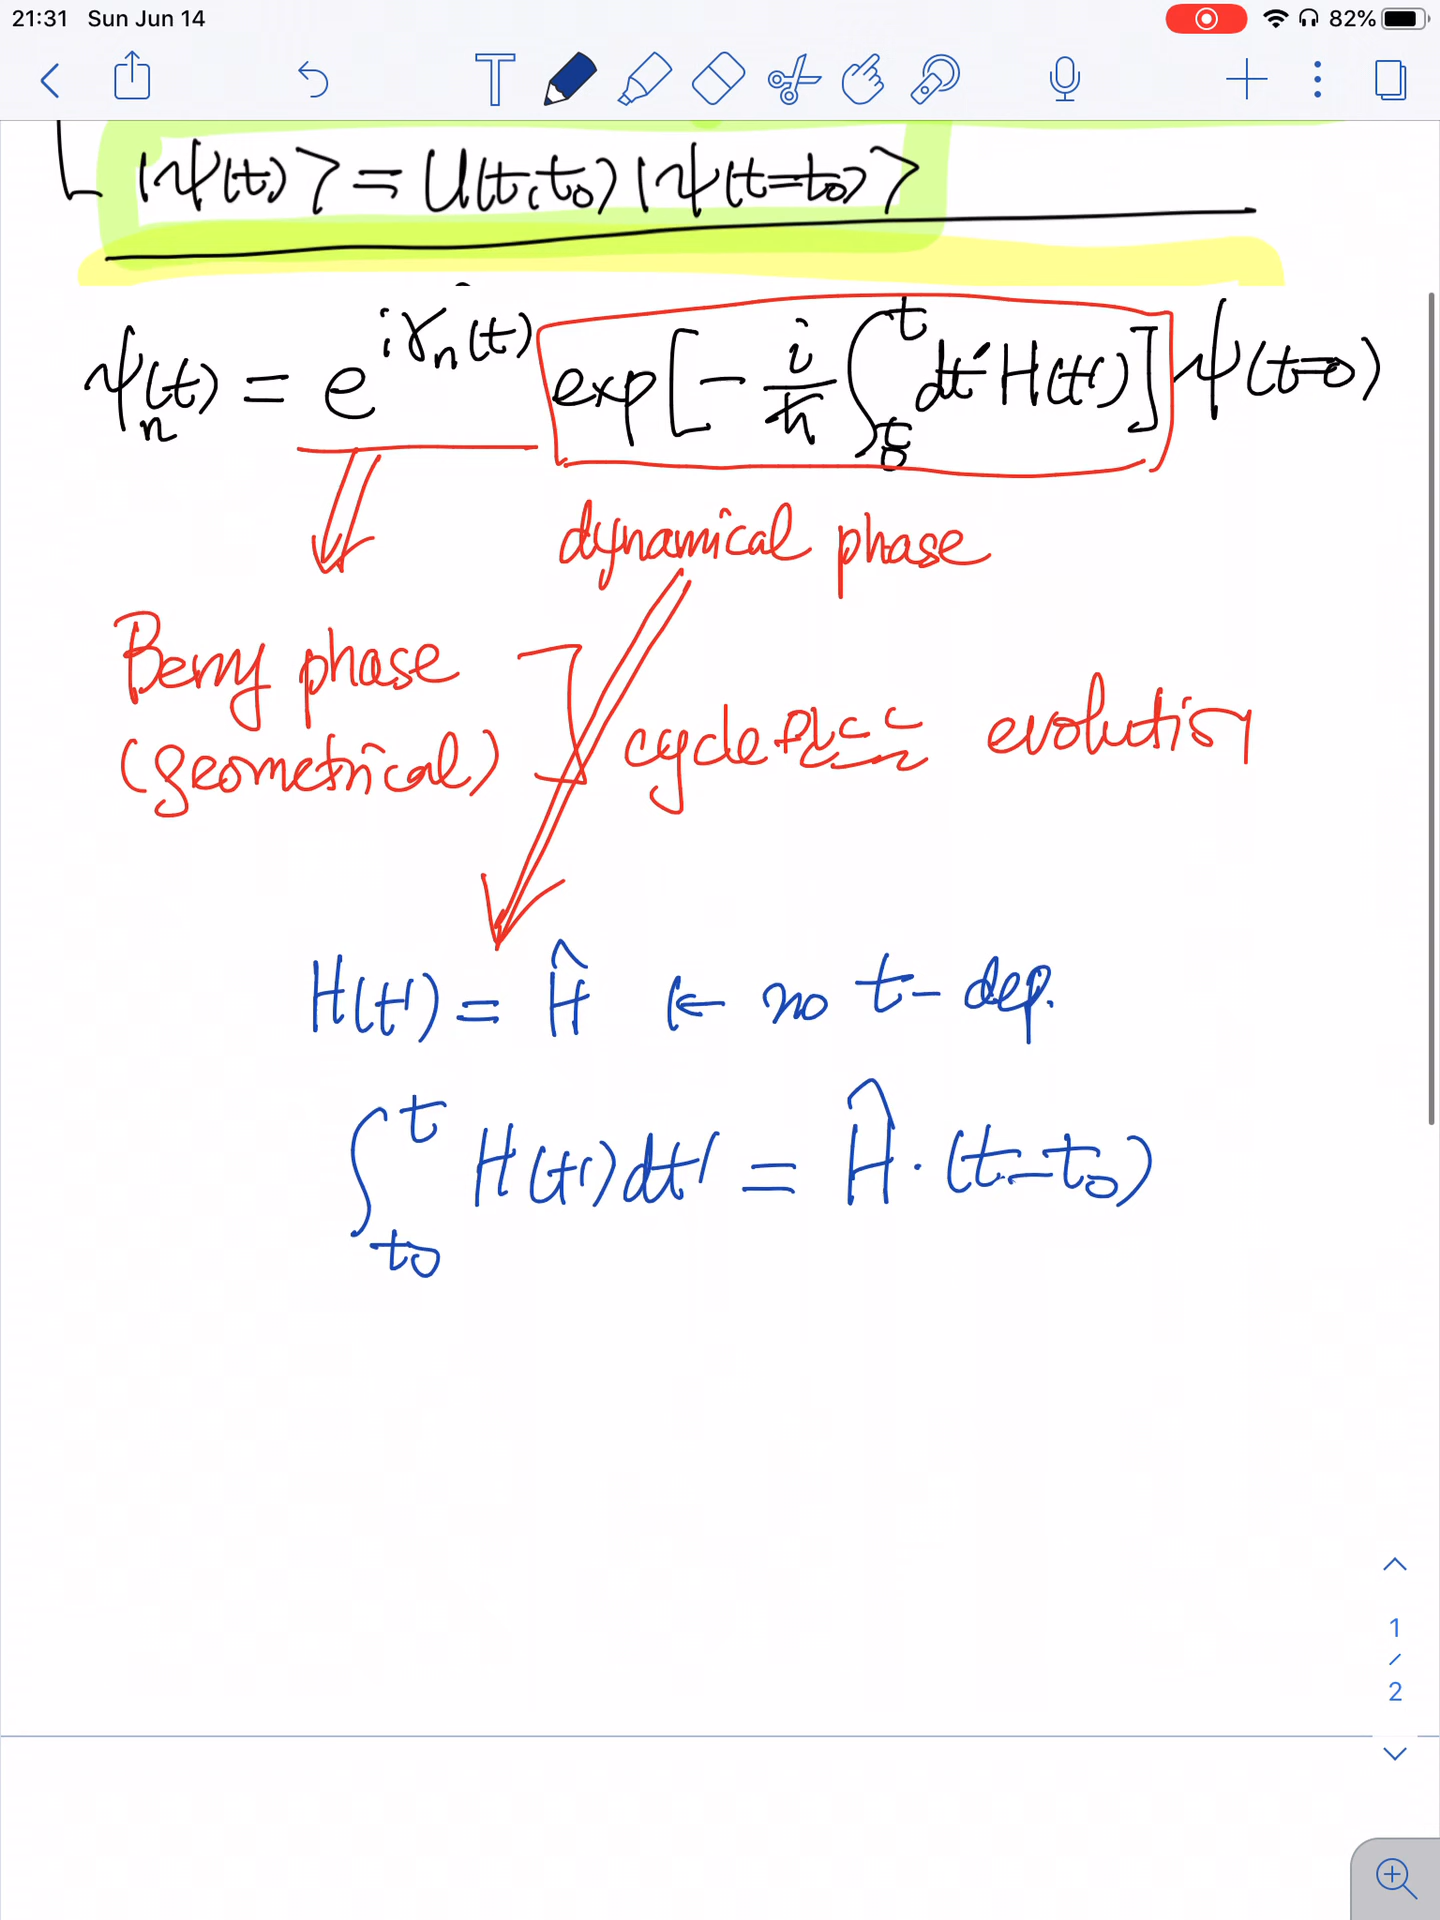 21:31 Sun Jun 14 82%
|ψ(t)> = U(t,t₀)|ψ(t=t₀)>
ψₙ(t) = e^{iγₙ(t)} exp[-i/ħ ∫_{t₀}^{t} dt' H(t')] ψ(t=0)
dynamical phase
Berry phase
(geometrical)
cycle evolution
H(t') = Ĥ ← no t-dep.
∫_{t₀}^{t} H(t')dt' = Ĥ·(t-t₀)
1
/
2